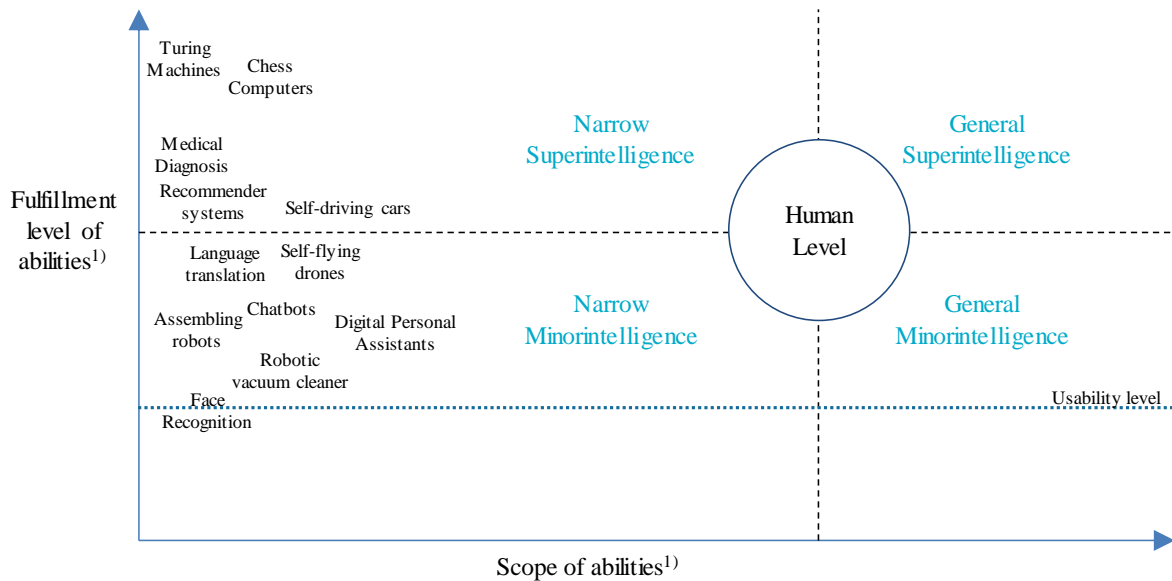 Turing
Machines
Chess
Computers
Medical
Diagnosis
Recommender
systems
Self-driving cars
Narrow
Superintelligence
General
Superintelligence
Fulfillment
level of
abilities1)
Human
Level
Language
translation
Self-flying
drones
Chatbots
Assembling
robots
Digital Personal
Assistants
Robotic
vacuum cleaner
Narrow
Minorintelligence
General
Minorintelligence
Face
Recognition
Usability level
Scope of abilities1)